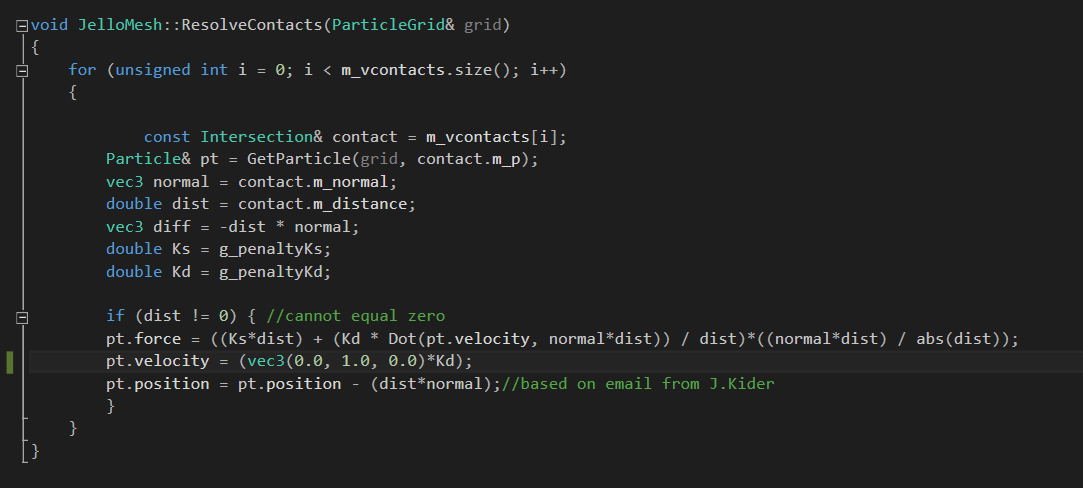 void JelloMesh::ResolveContacts(ParticleGrid& grid)
{
for (unsigned int i = 0; i < m_vcontacts.size(); i++)
{
const Intersection& contact = m_vcontacts[i];
Particle& pt = GetParticle(grid, contact.m_p);
vec3 normal = contact.m_normal;
double dist = contact.m_distance;
vec3 diff = -dist * normal;
double Ks = g_penaltyKs;
double Kd = g_penaltyKd;
if (dist != 0) { //cannot equal zero
pt.force = ((Ks*dist) + (Kd * Dot(pt.velocity, normal*dist)) / dist)*((normal*dist) / abs(dist));
pt.velocity = (vec3(0.0, 1.0, 0.0)*Kd);
pt.position = pt.position - (dist*normal);//based on email from J.Kider
}
}
}